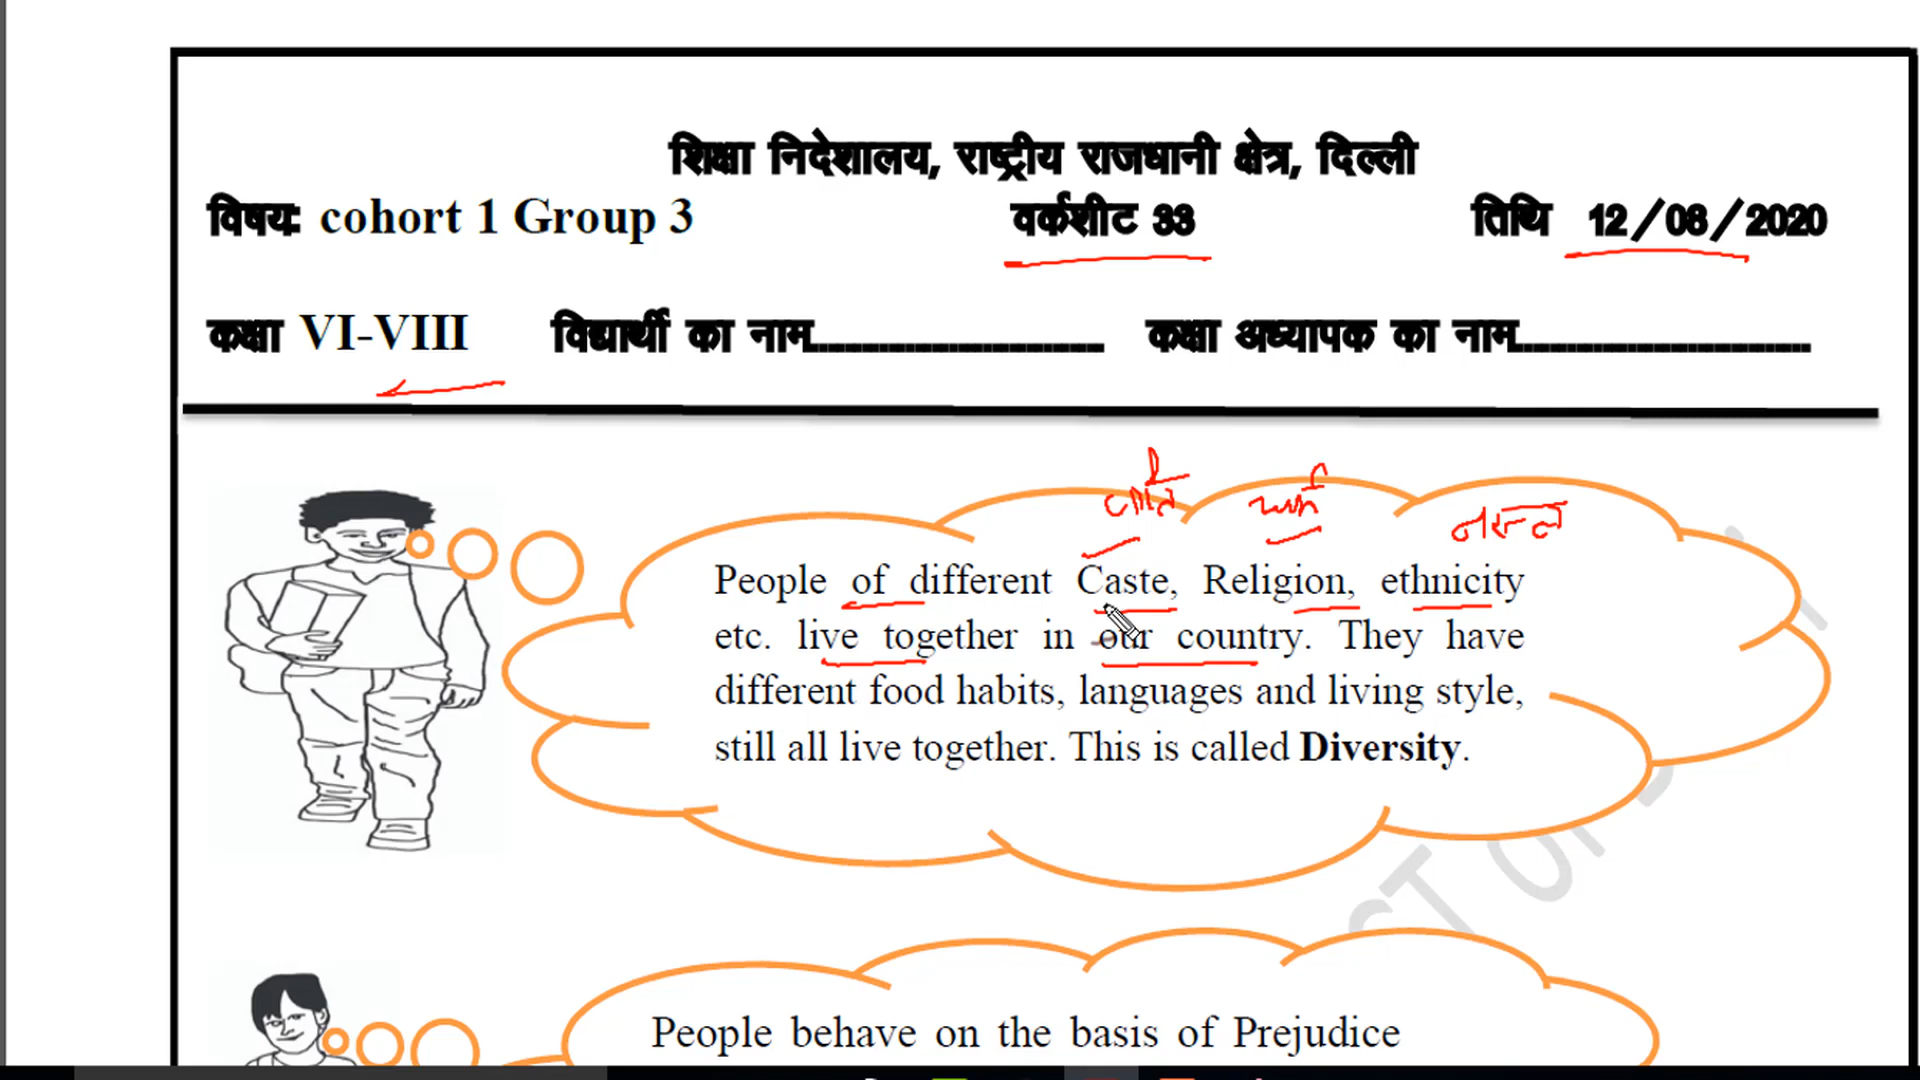 शिक्षा निदेशालय, राष्ट्रीय राजधानी क्षेत्र, दिल्ली
विषय: cohort 1 Group 3 वर्कशीट 33 तिथि 12/08/2020
कक्षा VI-VIII विद्यार्थी का नाम........................... कक्षा अध्यापक का नाम...........................
जाति धर्म नस्ल
People of different Caste, Religion, ethnicity
etc. live together in our country. They have
different food habits, languages and living style,
still all live together. This is called Diversity.
People behave on the basis of Prejudice